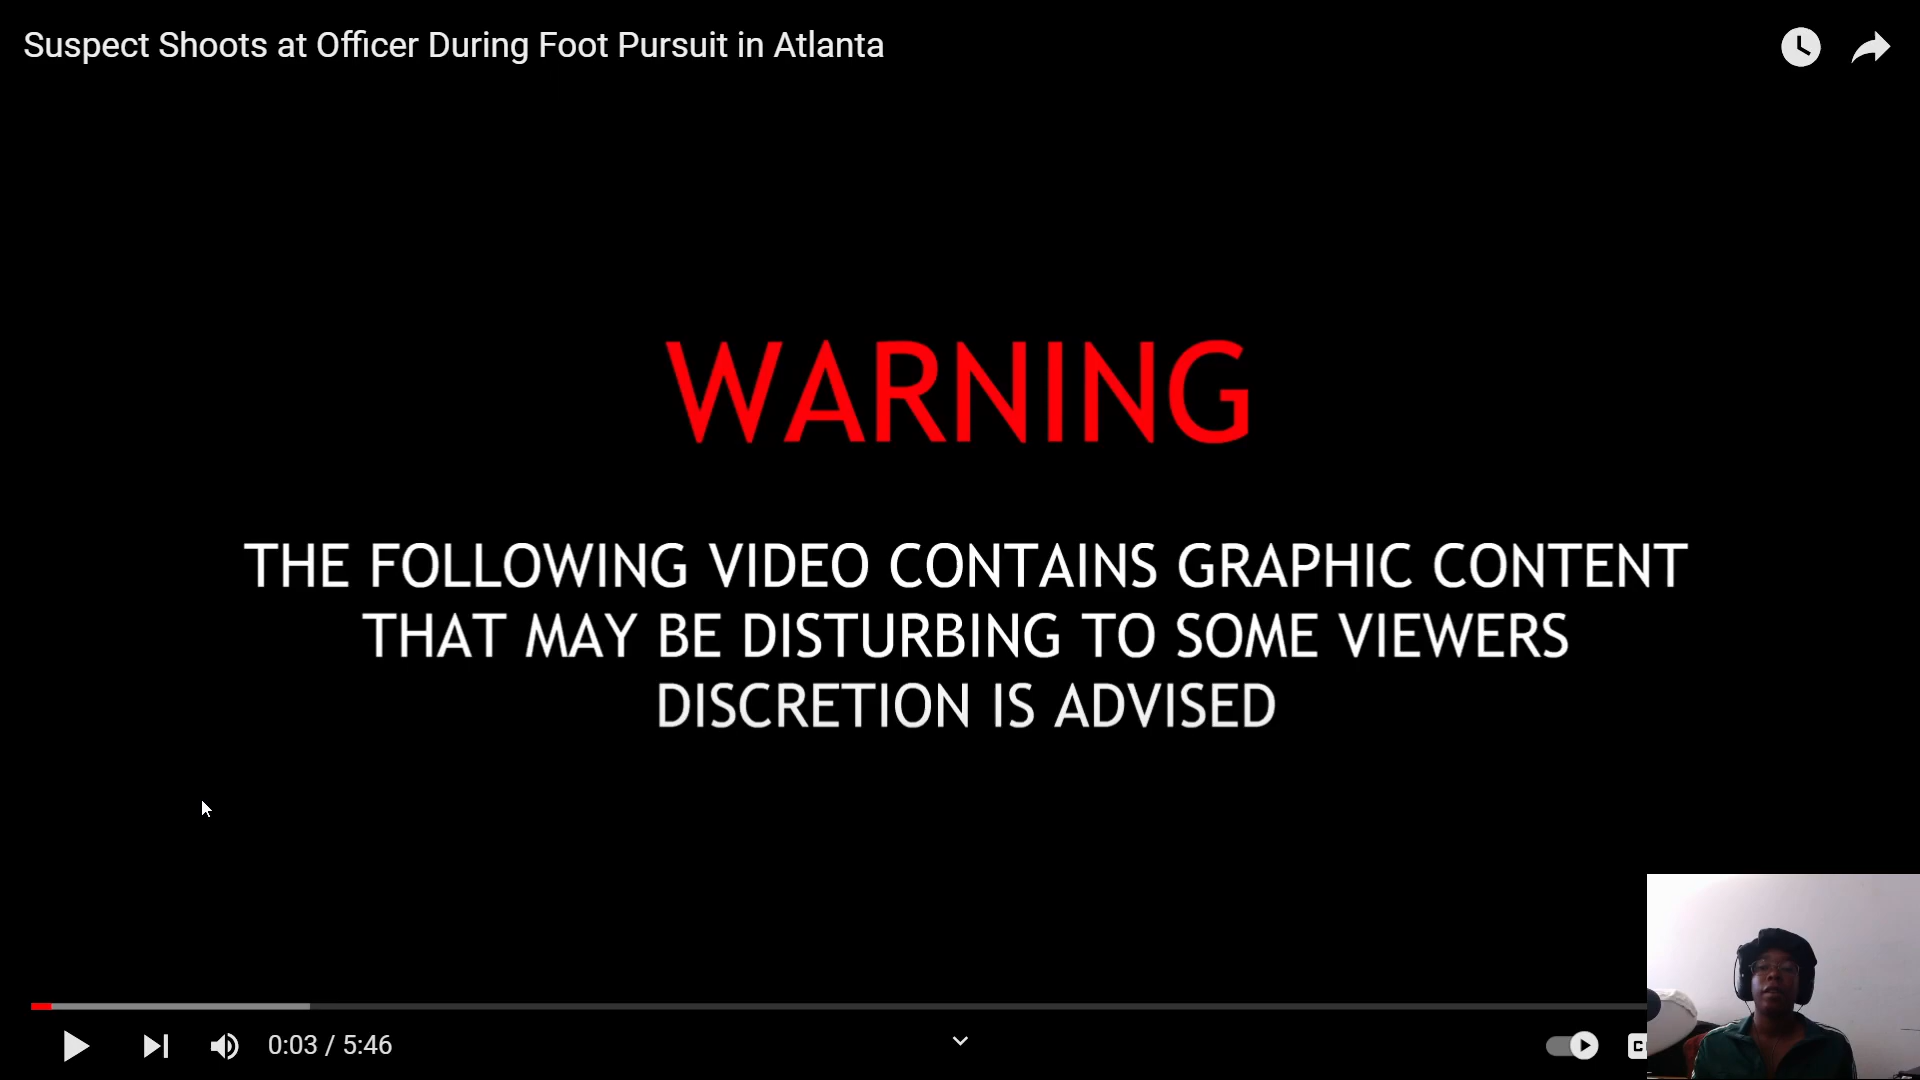 Suspect Shoots at Officer During Foot Pursuit in Atlanta
WARNING
THE FOLLOWING VIDEO CONTAINS GRAPHIC CONTENT
THAT MAY BE DISTURBING TO SOME VIEWERS
DISCRETION IS ADVISED
0:03 / 5:46